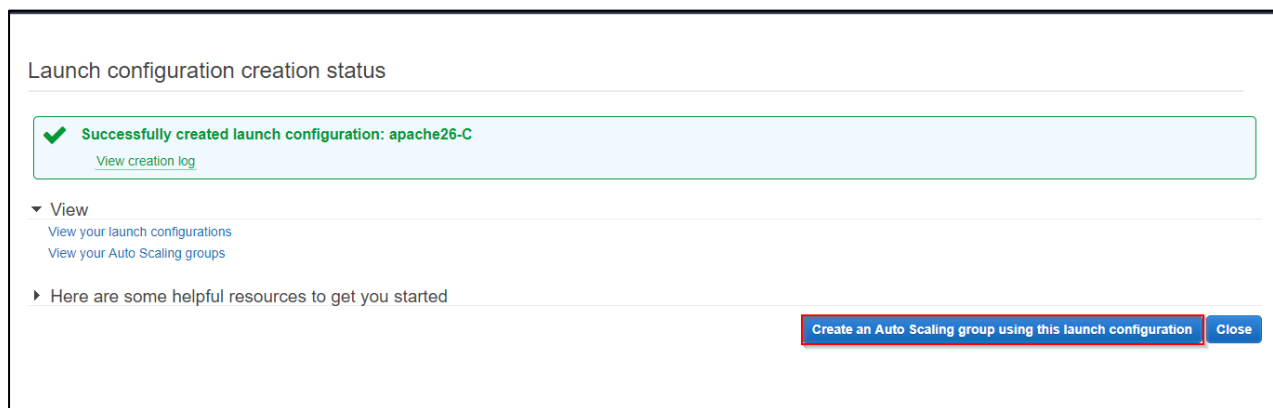 Launch configuration creation status
Successfully created launch configuration: apache26-C
View creation log
View
View your launch configurations
View your Auto Scaling groups
Here are some helpful resources to get you started
Create an Auto Scaling group using this launch configuration
Close